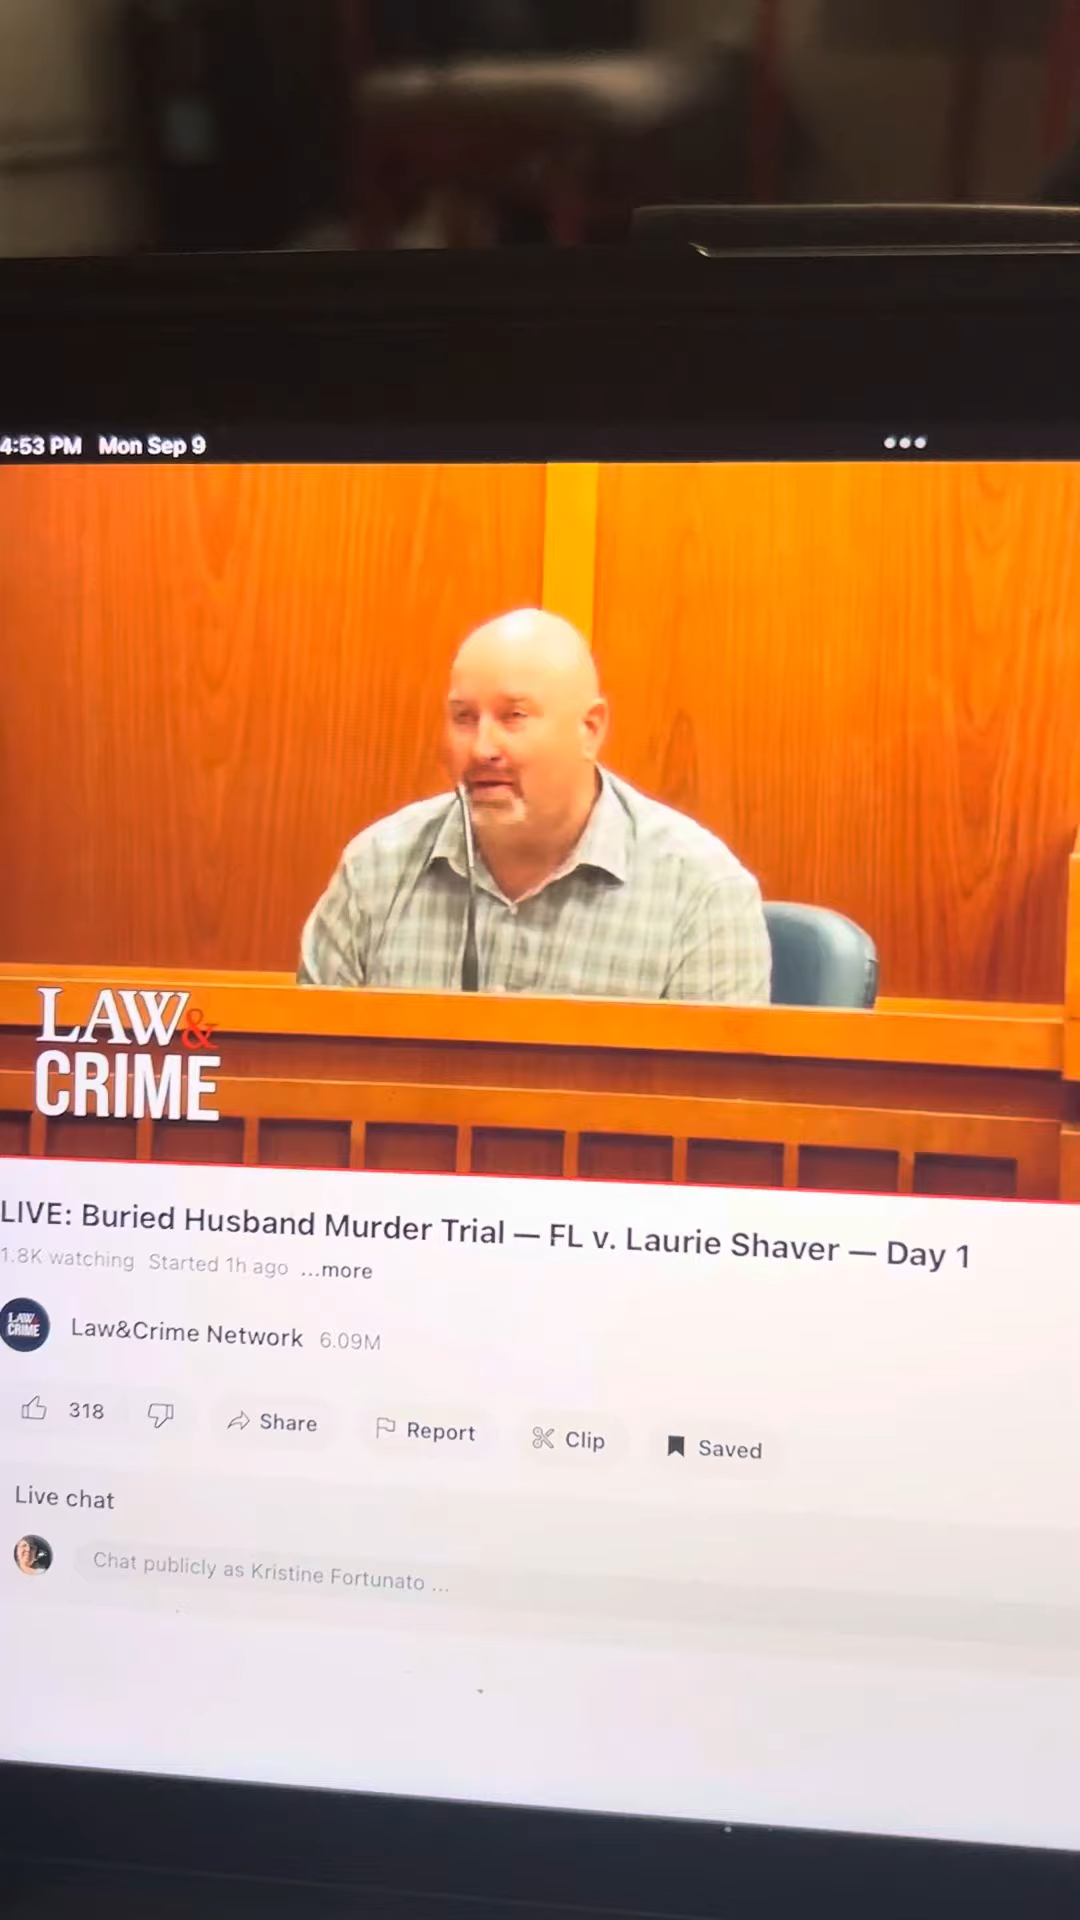 4:53 PM Mon Sep 9
LAW&
CRIME
LIVE: Buried Husband Murder Trial — FL v. Laurie Shaver — Day 1
1.8K watching Started 1h ago ...more
LAW&
CRIME
Law&Crime Network 6.09M
318 Share Report Clip Saved
Live chat
Chat publicly as Kristine Fortunato ...